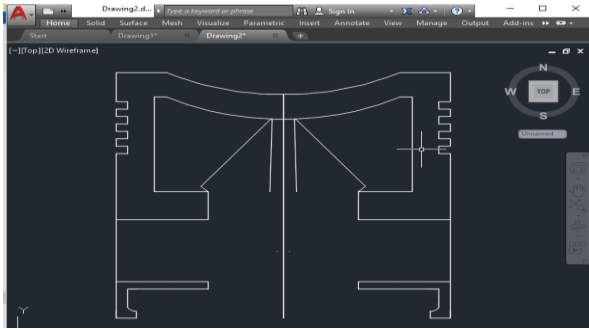 A Drawing2.d... Type a keyword or phrase Sign In
Home Solid Surface Mesh Visualize Parametric Insert Annotate View Manage Output Add-ins
Start Drawing1* Drawing2*
[−][Top][2D Wireframe]
N
W TOP E
S
Unnamed
Y